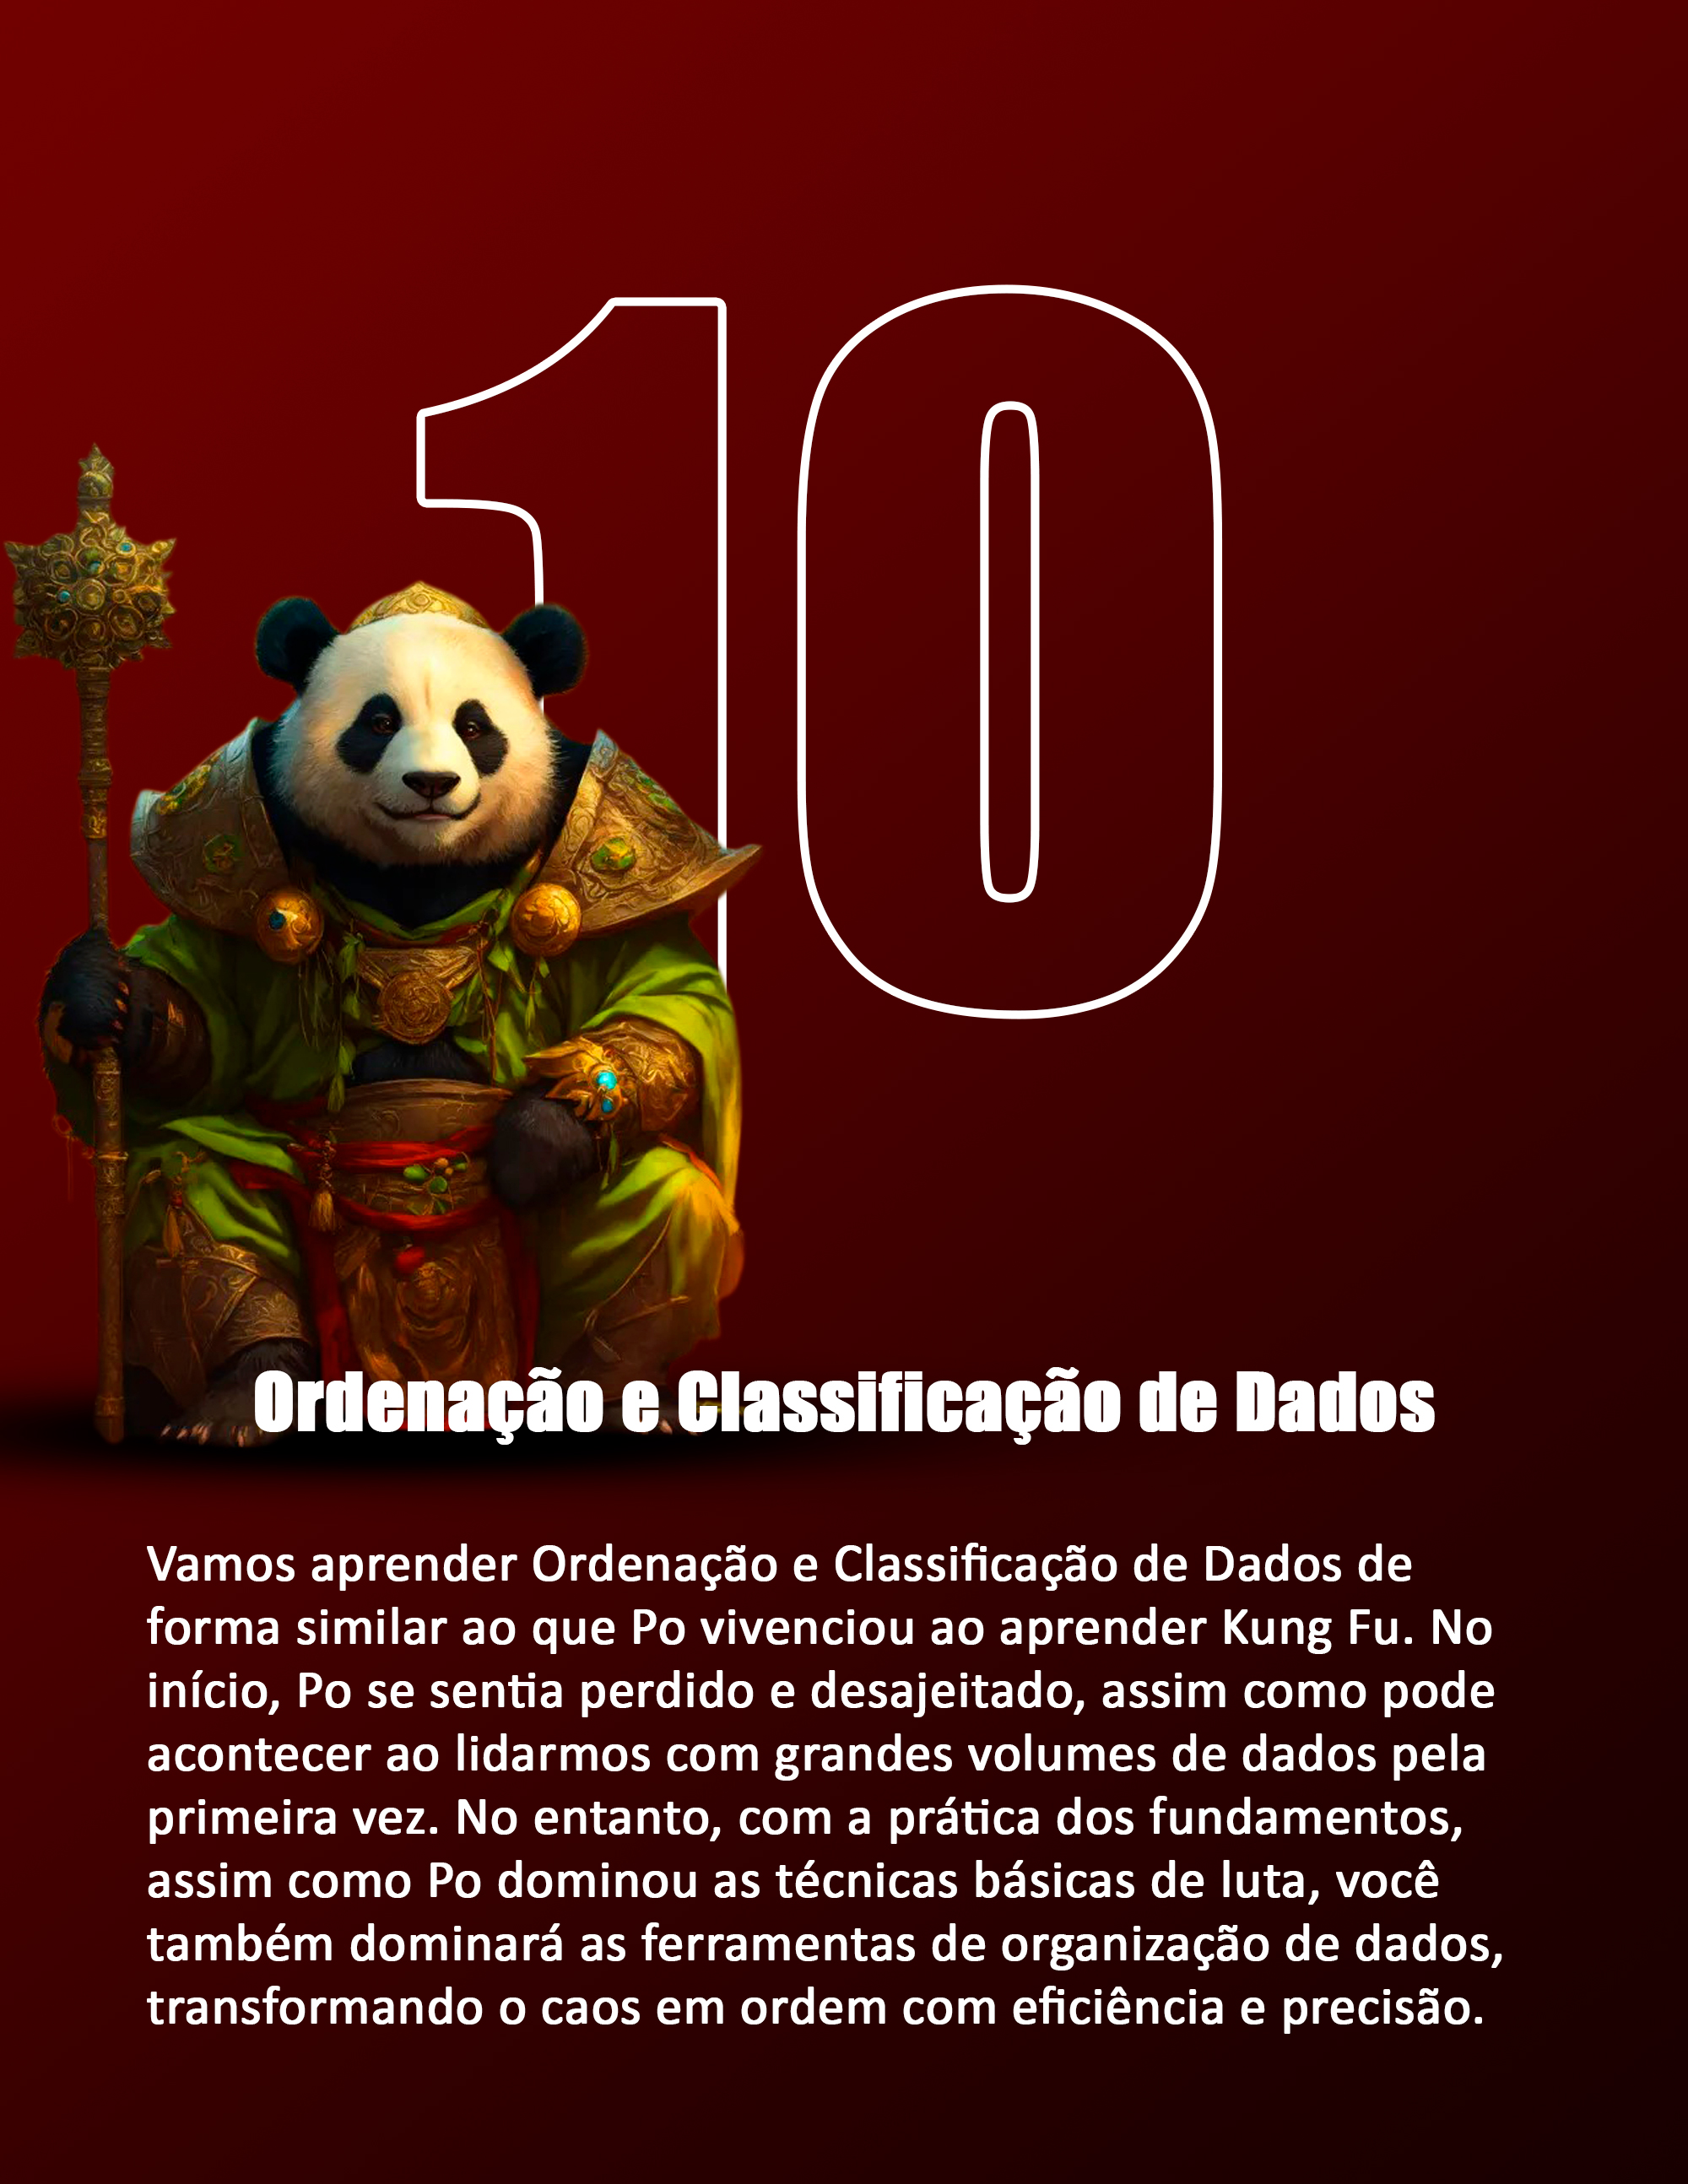 10
Ordenação e Classificação de Dados
Vamos aprender Ordenação e Classificação de Dados de
forma similar ao que Po vivenciou ao aprender Kung Fu. No
início, Po se sentia perdido e desajeitado, assim como pode
acontecer ao lidarmos com grandes volumes de dados pela
primeira vez. No entanto, com a prática dos fundamentos,
assim como Po dominou as técnicas básicas de luta, você
também dominará as ferramentas de organização de dados,
transformando o caos em ordem com eficiência e precisão.